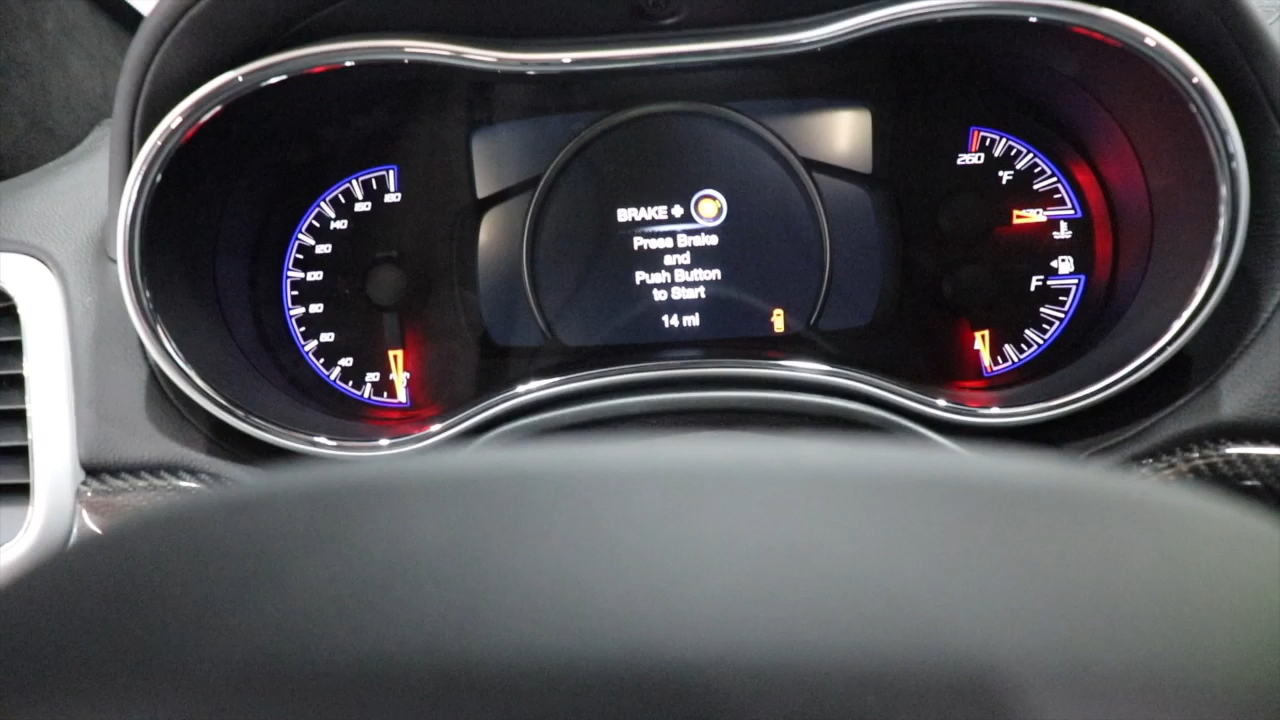 180
160
140
120
100
80
60
40
20
BRAKE +
Press Brake
and
Push Button
to Start
14 mi
260
°F
F